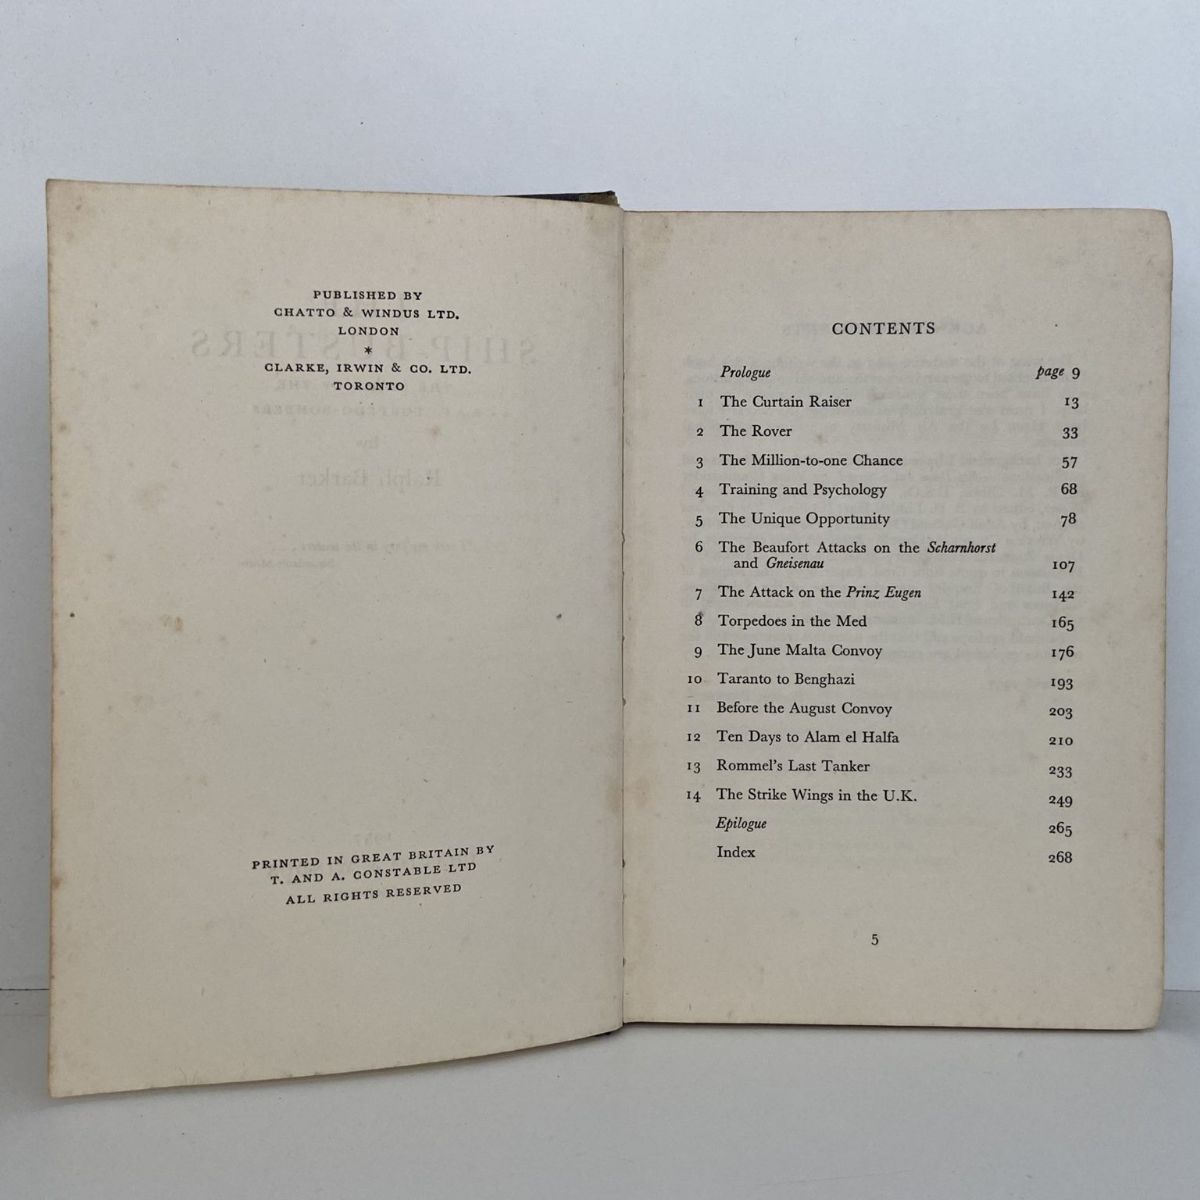 PUBLISHED BY
CHATTO & WINDUS LTD.
LONDON
*
CLARKE, IRWIN & CO. LTD.
TORONTO
PRINTED IN GREAT BRITAIN BY
T. AND A. CONSTABLE LTD
ALL RIGHTS RESERVED
CONTENTS
Prologue page 9
1 The Curtain Raiser 13
2 The Rover 33
3 The Million-to-one Chance 57
4 Training and Psychology 68
5 The Unique Opportunity 78
6 The Beaufort Attacks on the Scharnhorst
and Gneisenau 107
7 The Attack on the Prinz Eugen 142
8 Torpedoes in the Med 165
9 The June Malta Convoy 176
10 Taranto to Benghazi 193
11 Before the August Convoy 203
12 Ten Days to Alam el Halfa 210
13 Rommel's Last Tanker 233
14 The Strike Wings in the U.K. 249
Epilogue 265
Index 268
5